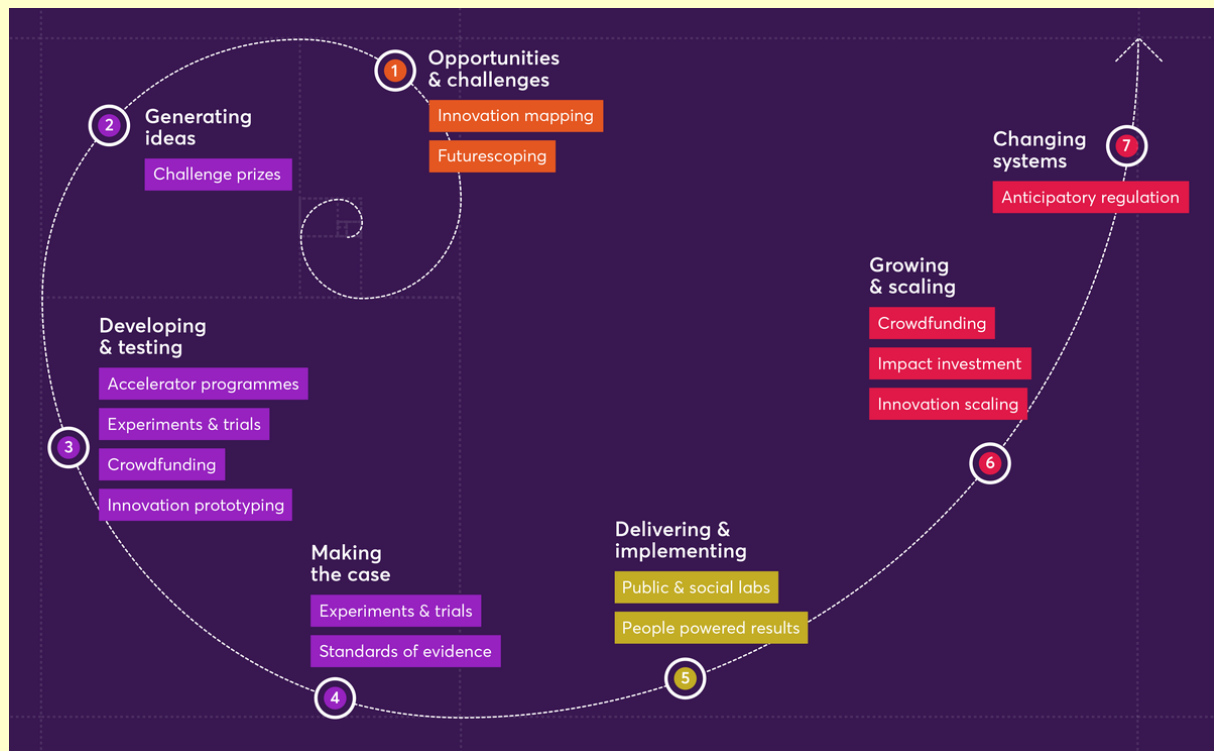 1
Opportunities
& challenges
Innovation mapping
Futurescoping
2
Generating
ideas
Challenge prizes
3
Developing
& testing
Accelerator programmes
Experiments & trials
Crowdfunding
Innovation prototyping
4
Making
the case
Experiments & trials
Standards of evidence
5
Delivering &
implementing
Public & social labs
People powered results
6
Growing
& scaling
Crowdfunding
Impact investment
Innovation scaling
7
Changing
systems
Anticipatory regulation